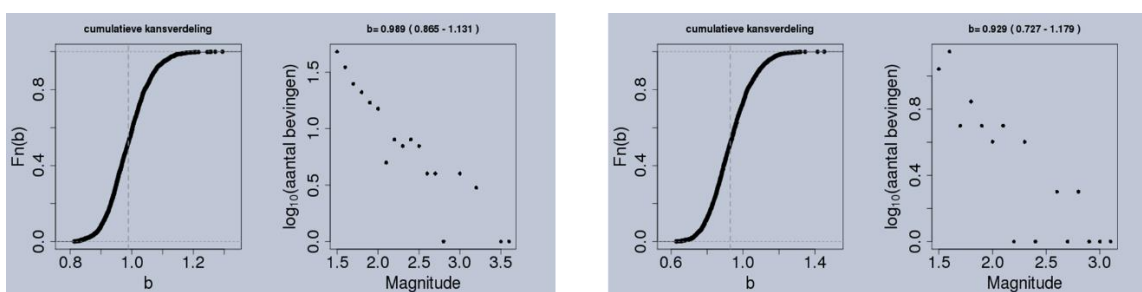 cumulatieve kansverdeling
Fn(b)
0.0 0.4 0.8
0.8 1.0 1.2
b
b= 0.989 ( 0.865 - 1.131 )
log10(aantal bevingen)
0.0 0.5 1.0 1.5
1.5 2.0 2.5 3.0 3.5
Magnitude
cumulatieve kansverdeling
Fn(b)
0.0 0.4 0.8
0.6 1.0 1.4
b
b= 0.929 ( 0.727 - 1.179 )
log10(aantal bevingen)
0.0 0.4 0.8
1.5 2.0 2.5 3.0
Magnitude